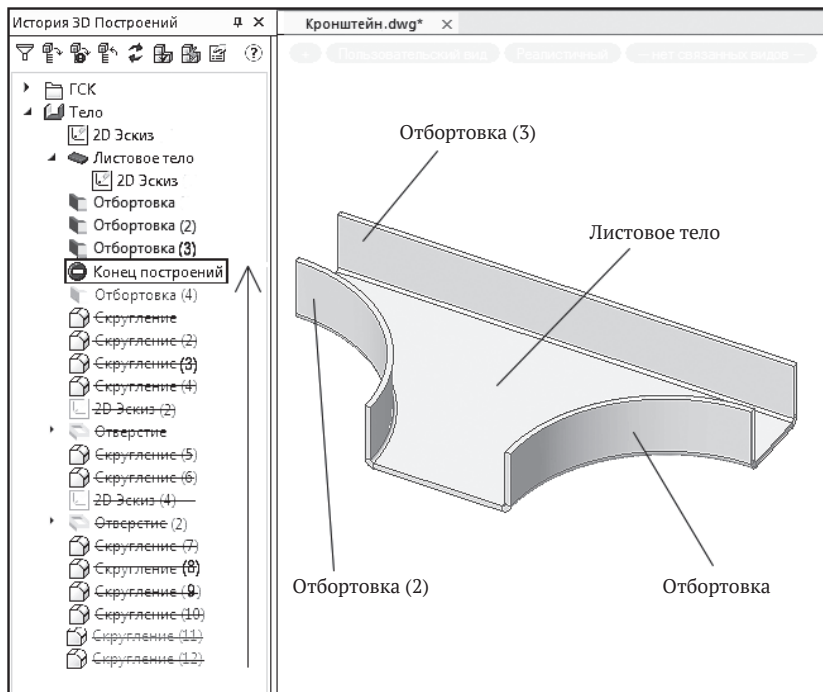 История 3D Построений
ГСК
Тело
2D Эскиз
Листовое тело
2D Эскиз
Отбортовка
Отбортовка (2)
Отбортовка (3)
Конец построений
Отбортовка (4)
Скругление
Скругление (2)
Скругление (3)
Скругление (4)
2D Эскиз (2)
Отверстие
Скругление (5)
Скругление (6)
2D Эскиз (4)
Отверстие (2)
Скругление (7)
Скругление (8)
Скругление (9)
Скругление (10)
Скругление (11)
Скругление (12)
Кронштейн.dwg*
+ Пользовательский вид Реалистичный —нет связанных видов—
Отбортовка (3)
Листовое тело
Отбортовка (2)
Отбортовка